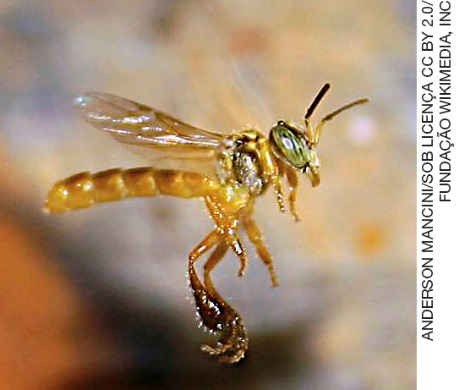 ANDERSON MANCINI/SOB LICENÇA CC BY 2.0/
FUNDAÇÃO WIKIMEDIA, INC